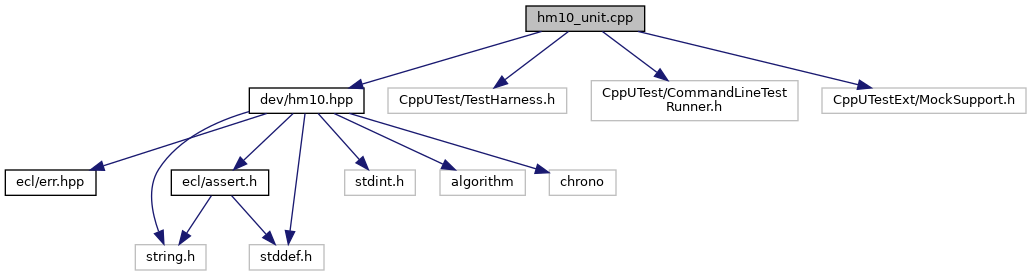 hm10_unit.cpp
dev/hm10.hpp
CppUTest/TestHarness.h
CppUTest/CommandLineTest
Runner.h
CppUTestExt/MockSupport.h
ecl/err.hpp
ecl/assert.h
stdint.h
algorithm
chrono
string.h
stddef.h